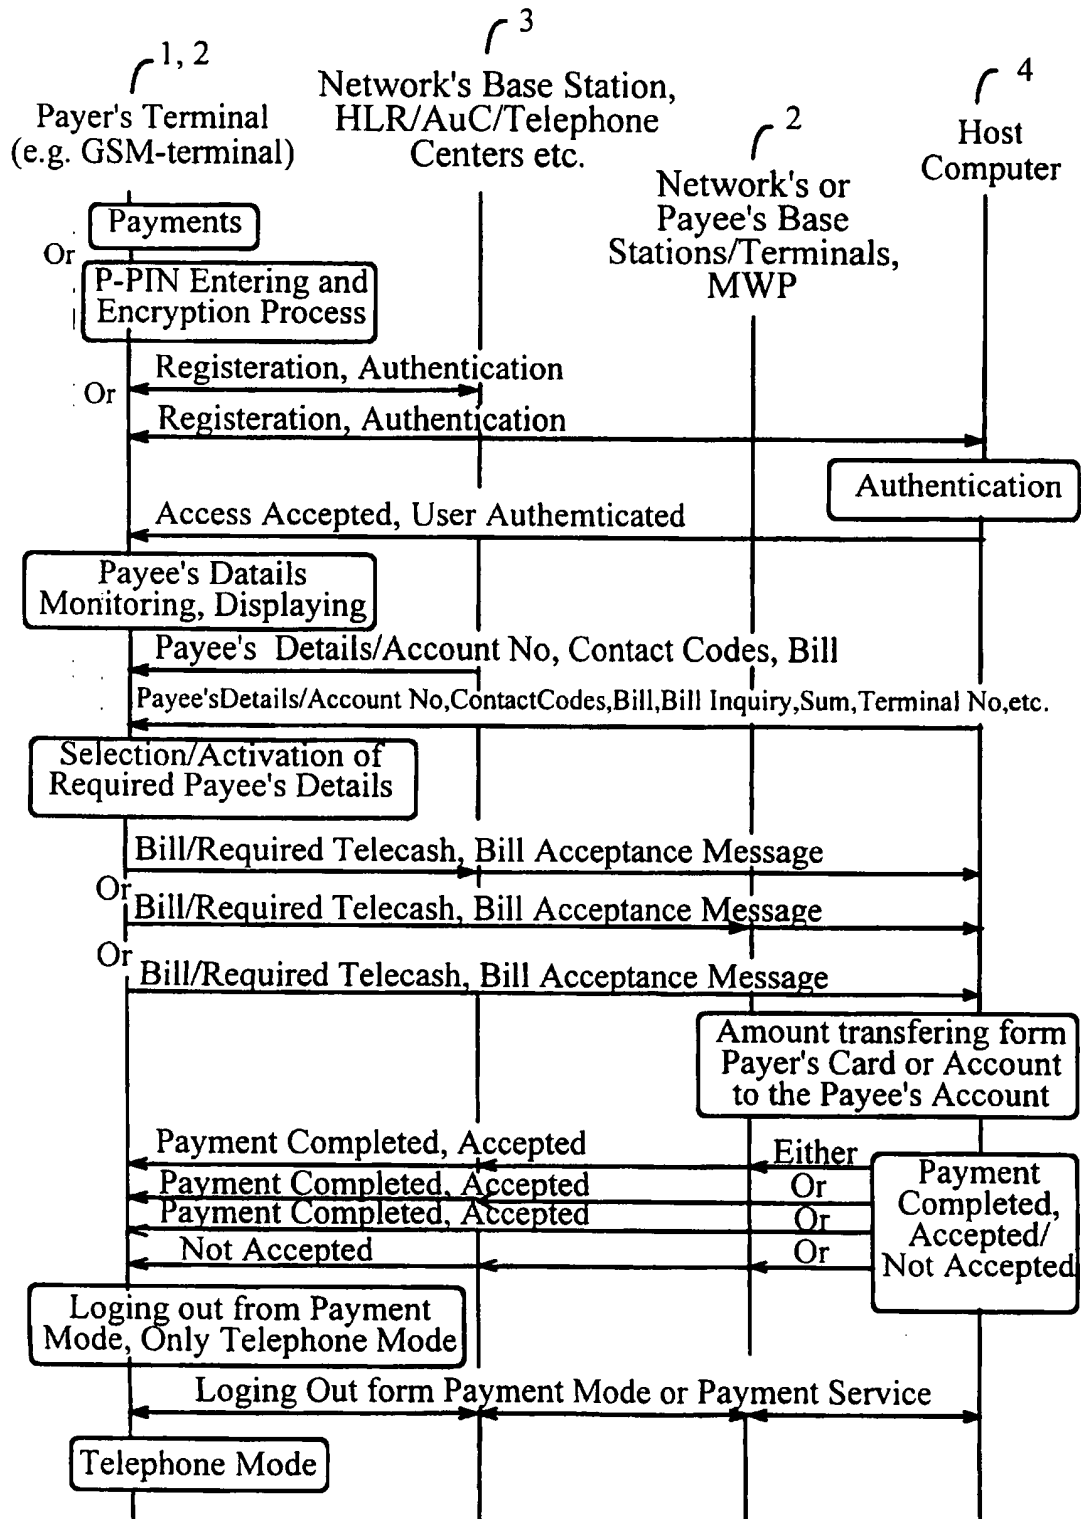 1, 2
3
2
4
Payer's Terminal
(e.g. GSM-terminal)
Network's Base Station,
HLR/AuC/Telephone
Centers etc.
Network's or
Payee's Base
Stations/Terminals,
MWP
Host
Computer
Payments
Or
P-PIN Entering and
Encryption Process
Registeration, Authentication
Or
Registeration, Authentication
Authentication
Access Accepted, User Authemticated
Payee's Datails
Monitoring, Displaying
Payee's Details/Account No, Contact Codes, Bill
Payee'sDetails/Account No,ContactCodes,Bill,Bill Inquiry,Sum,Terminal No,etc.
Selection/Activation of
Required Payee's Details
Bill/Required Telecash, Bill Acceptance Message
Or
Bill/Required Telecash, Bill Acceptance Message
Or
Bill/Required Telecash, Bill Acceptance Message
Amount transfering form
Payer's Card or Account
to the Payee's Account
Payment Completed, Accepted
Either
Payment Completed, Accepted
Or
Payment Completed, Accepted
Or
Not Accepted
Or
Payment
Completed,
Accepted/
Not Accepted
Loging out from Payment
Mode, Only Telephone Mode
Loging Out form Payment Mode or Payment Service
Telephone Mode